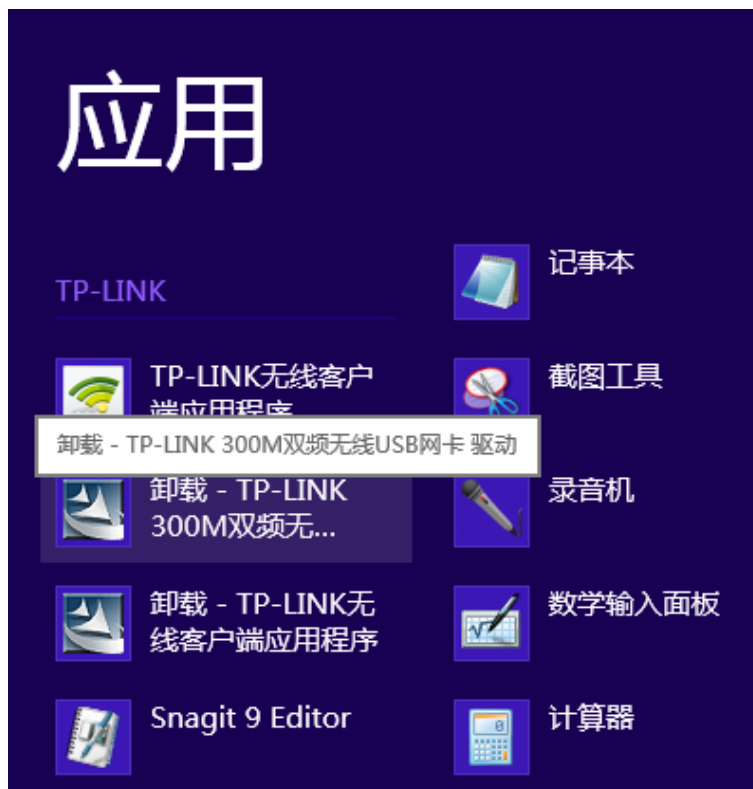 应用
TP-LINK
TP-LINK无线客户
端应用程序
卸载 - TP-LINK 300M双频无线USB网卡 驱动
卸载 - TP-LINK
300M双频无...
卸载 - TP-LINK无
线客户端应用程序
Snagit 9 Editor
记事本
截图工具
录音机
数学输入面板
计算器